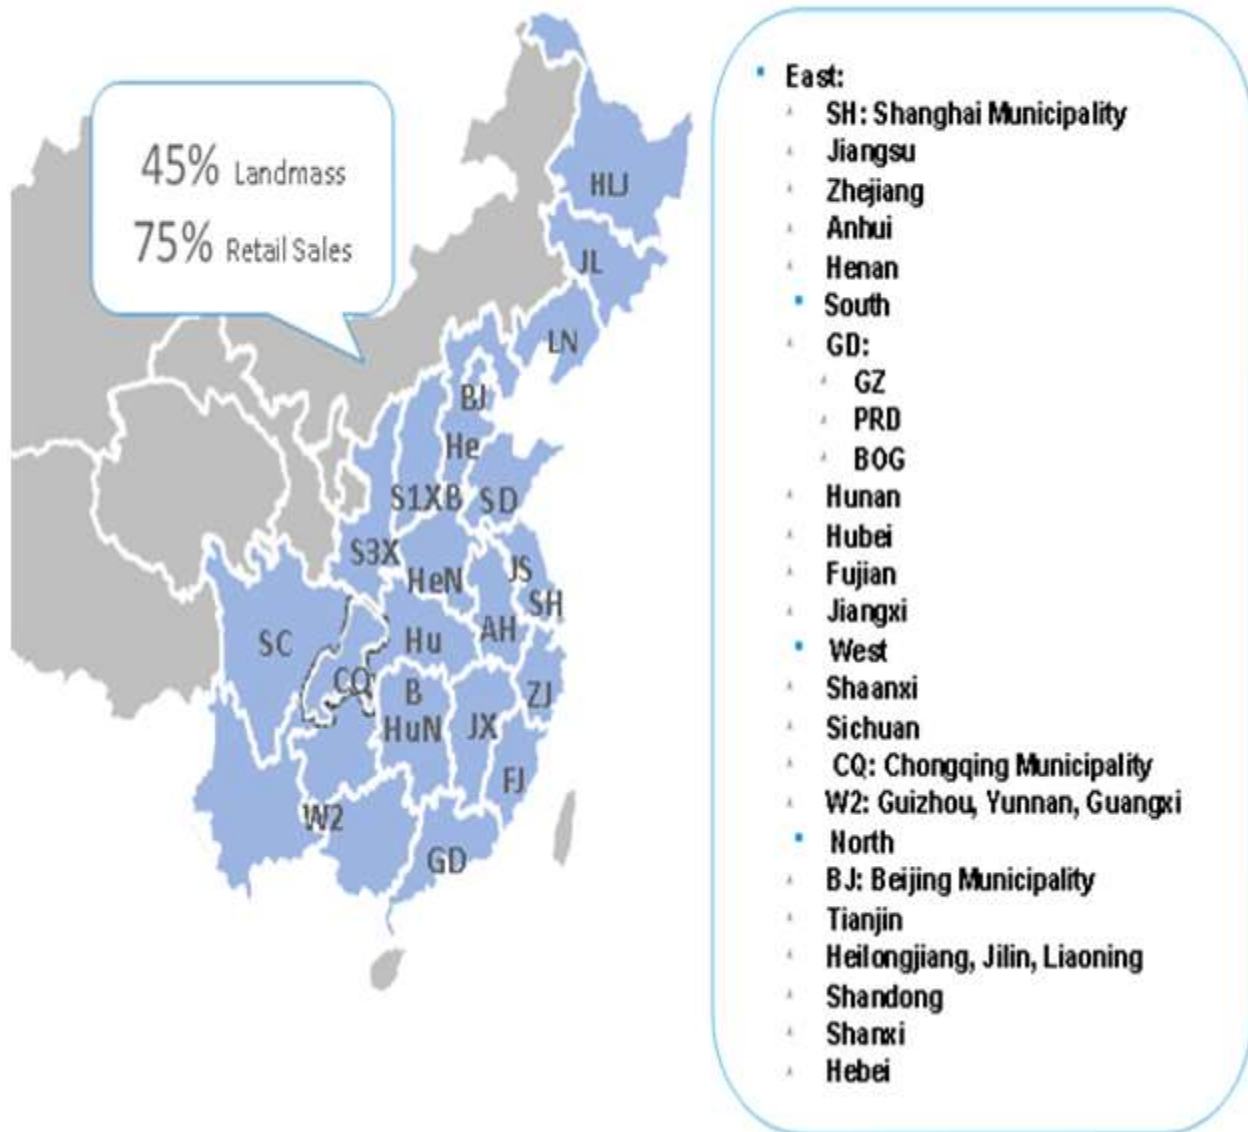 45% Landmass
75% Retail Sales
HLJ
JL
LN
BJ
He
S1X B SD
S3X
HeN JS
SH
SC Hu AH
CQ B ZJ
HuN JX
FJ
W2
GD
East:
SH: Shanghai Municipality
Jiangsu
Zhejiang
Anhui
Henan
South
GD:
GZ
PRD
BOG
Hunan
Hubei
Fujian
Jiangxi
West
Shaanxi
Sichuan
CQ: Chongqing Municipality
W2: Guizhou, Yunnan, Guangxi
North
BJ: Beijing Municipality
Tianjin
Heilongjiang, Jilin, Liaoning
Shandong
Shanxi
Hebei